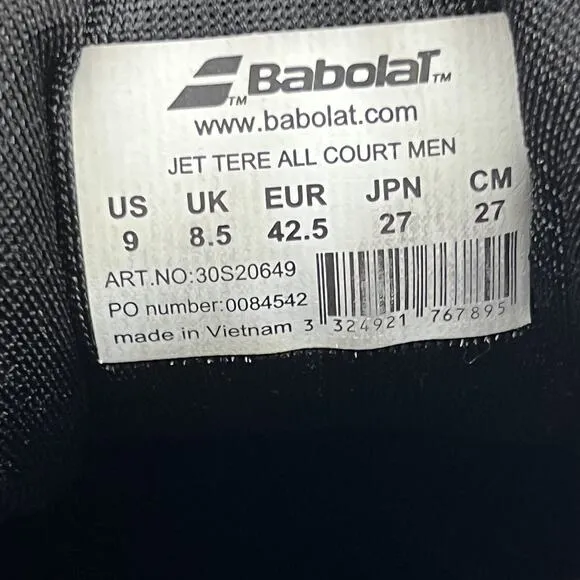 BabolaT™
™
www.babolat.com
JET TERE ALL COURT MEN
US UK EUR JPN CM
9 8.5 42.5 27 27
ART.NO:30S20649
PO number:0084542
made in Vietnam 3 324921 767895